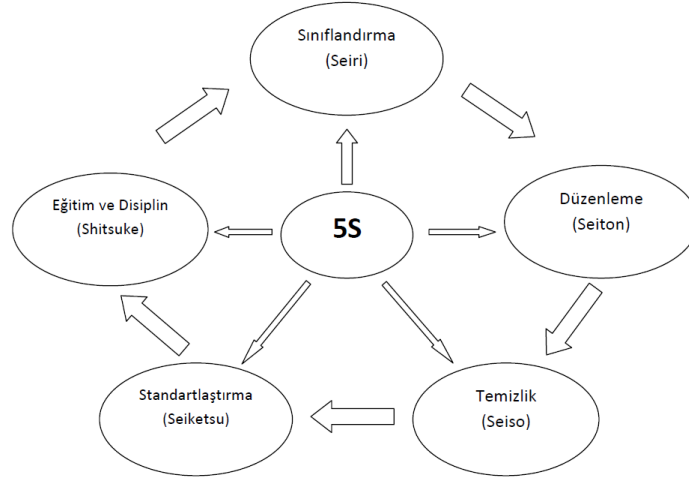 Sınıflandırma
(Seiri)
Eğitim ve Disiplin
(Shitsuke)
5S
Düzenleme
(Seiton)
Standartlaştırma
(Seiketsu)
Temizlik
(Seiso)